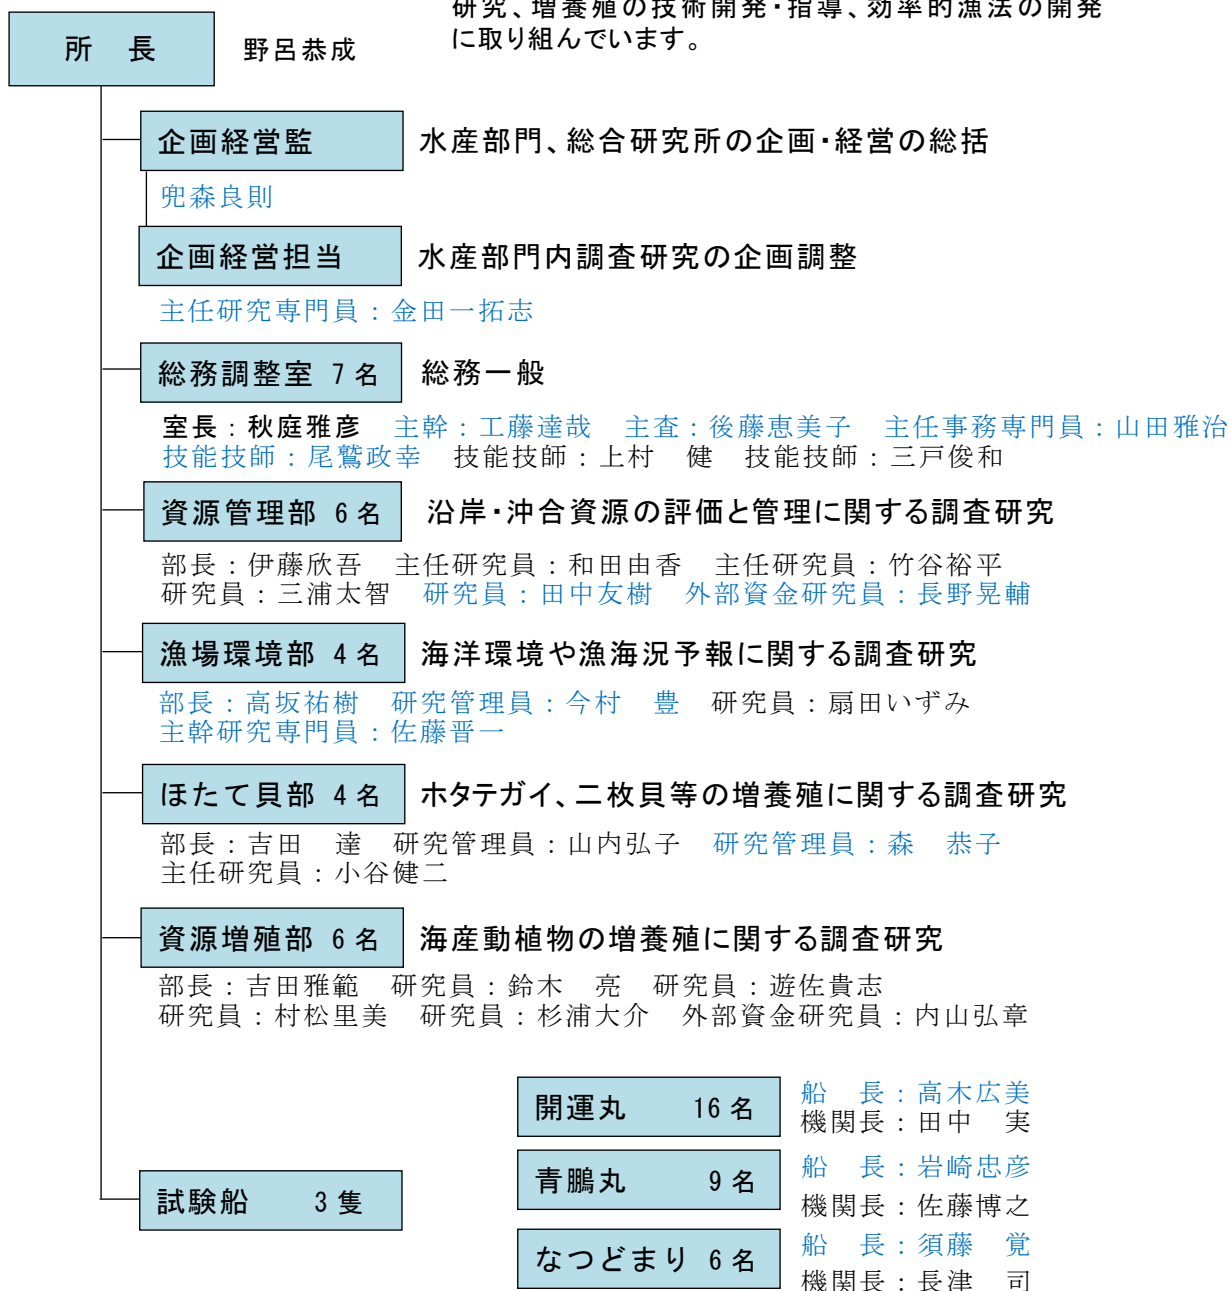 研究、増養殖の技術開発・指導、効率的漁法の開発
に取り組んでいます。
所　長　野呂恭成
企画経営監　水産部門、総合研究所の企画・経営の総括
兜森良則
企画経営担当　水産部門内調査研究の企画調整
主任研究専門員：金田一拓志
総務調整室 7名　総務一般
室長：秋庭雅彦　主幹：工藤達哉　主査：後藤恵美子　主任事務専門員：山田雅治
技能技師：尾鷲政幸　技能技師：上村　健　技能技師：三戸俊和
資源管理部 6名　沿岸・沖合資源の評価と管理に関する調査研究
部長：伊藤欣吾　主任研究員：和田由香　主任研究員：竹谷裕平
研究員：三浦太智　研究員：田中友樹　外部資金研究員：長野晃輔
漁場環境部 4名　海洋環境や漁海況予報に関する調査研究
部長：高坂祐樹　研究管理員：今村　豊　研究員：扇田いずみ
主幹研究専門員：佐藤晋一
ほたて貝部 4名　ホタテガイ、二枚貝等の増養殖に関する調査研究
部長：吉田　達　研究管理員：山内弘子　研究管理員：森　恭子
主任研究員：小谷健二
資源増殖部 6名　海産動植物の増養殖に関する調査研究
部長：吉田雅範　研究員：鈴木　亮　研究員：遊佐貴志
研究員：村松里美　研究員：杉浦大介　外部資金研究員：内山弘章
試験船　3隻
開運丸　16名
船　長：高木広美
機関長：田中　実
青鵬丸　9名
船　長：岩崎忠彦
機関長：佐藤博之
なつどまり 6名
船　長：須藤　覚
機関長：長津　司